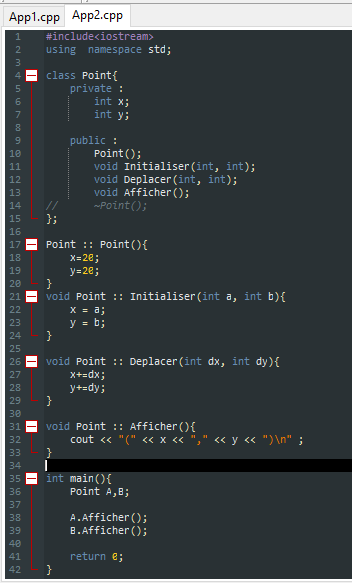 App1.cpp App2.cpp
1 #include<iostream>
2 using  namespace std;
3
4 class Point{
5     private :
6         int x;
7         int y;
8
9     public :
10         Point();
11         void Initialiser(int, int);
12         void Deplacer(int, int);
13         void Afficher();
14 //      ~Point();
15 };
16
17 Point :: Point(){
18     x=20;
19     y=20;
20 }
21 void Point :: Initialiser(int a, int b){
22     x = a;
23     y = b;
24 }
25
26 void Point :: Deplacer(int dx, int dy){
27     x+=dx;
28     y+=dy;
29 }
30
31 void Point :: Afficher(){
32     cout << "(" << x << "," << y << ")\n" ;
33 }
34
35 int main(){
36     Point A,B;
37
38     A.Afficher();
39     B.Afficher();
40
41     return 0;
42 }